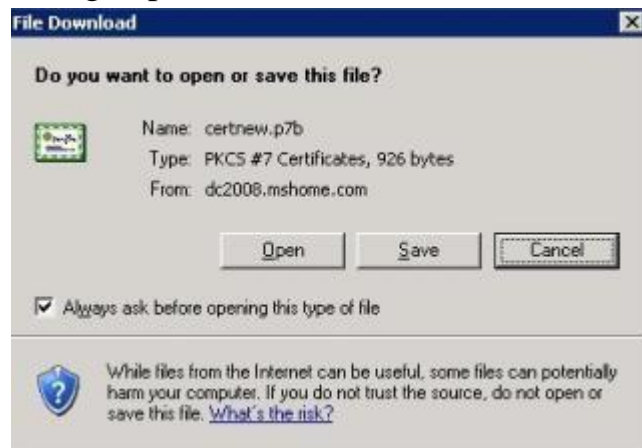 File Download
Do you want to open or save this file?
Name: certnew.p7b
Type: PKCS #7 Certificates, 926 bytes
From: dc2008.mshome.com
Open Save Cancel
Always ask before opening this type of file
While files from the Internet can be useful, some files can potentially
harm your computer. If you do not trust the source, do not open or
save this file. What's the risk?